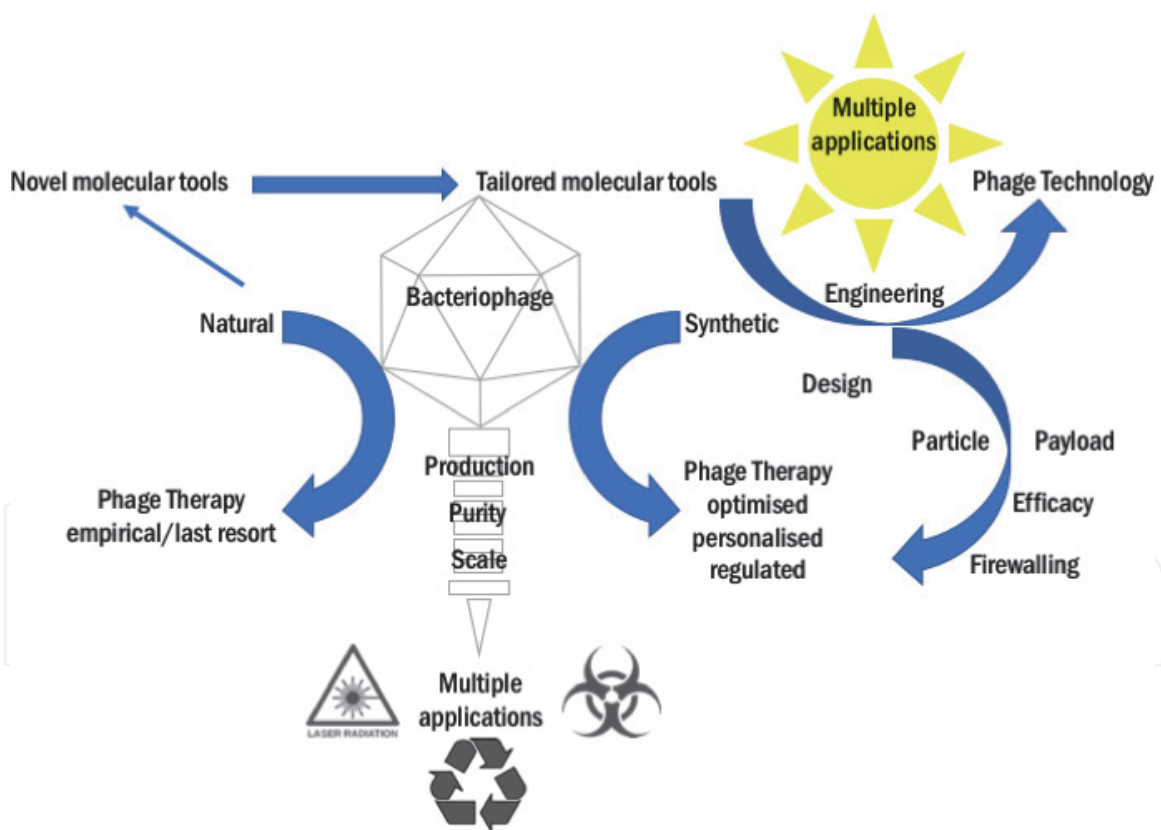 Multiple
applications
Novel molecular tools
Tailored molecular tools
Phage Technology
Bacteriophage
Engineering
Natural
Synthetic
Design
Particle
Payload
Production
Phage Therapy
empirical/last resort
Purity
Scale
Phage Therapy
optimised
personalised
regulated
Efficacy
Firewalling
Multiple
applications
LASER RADIATION